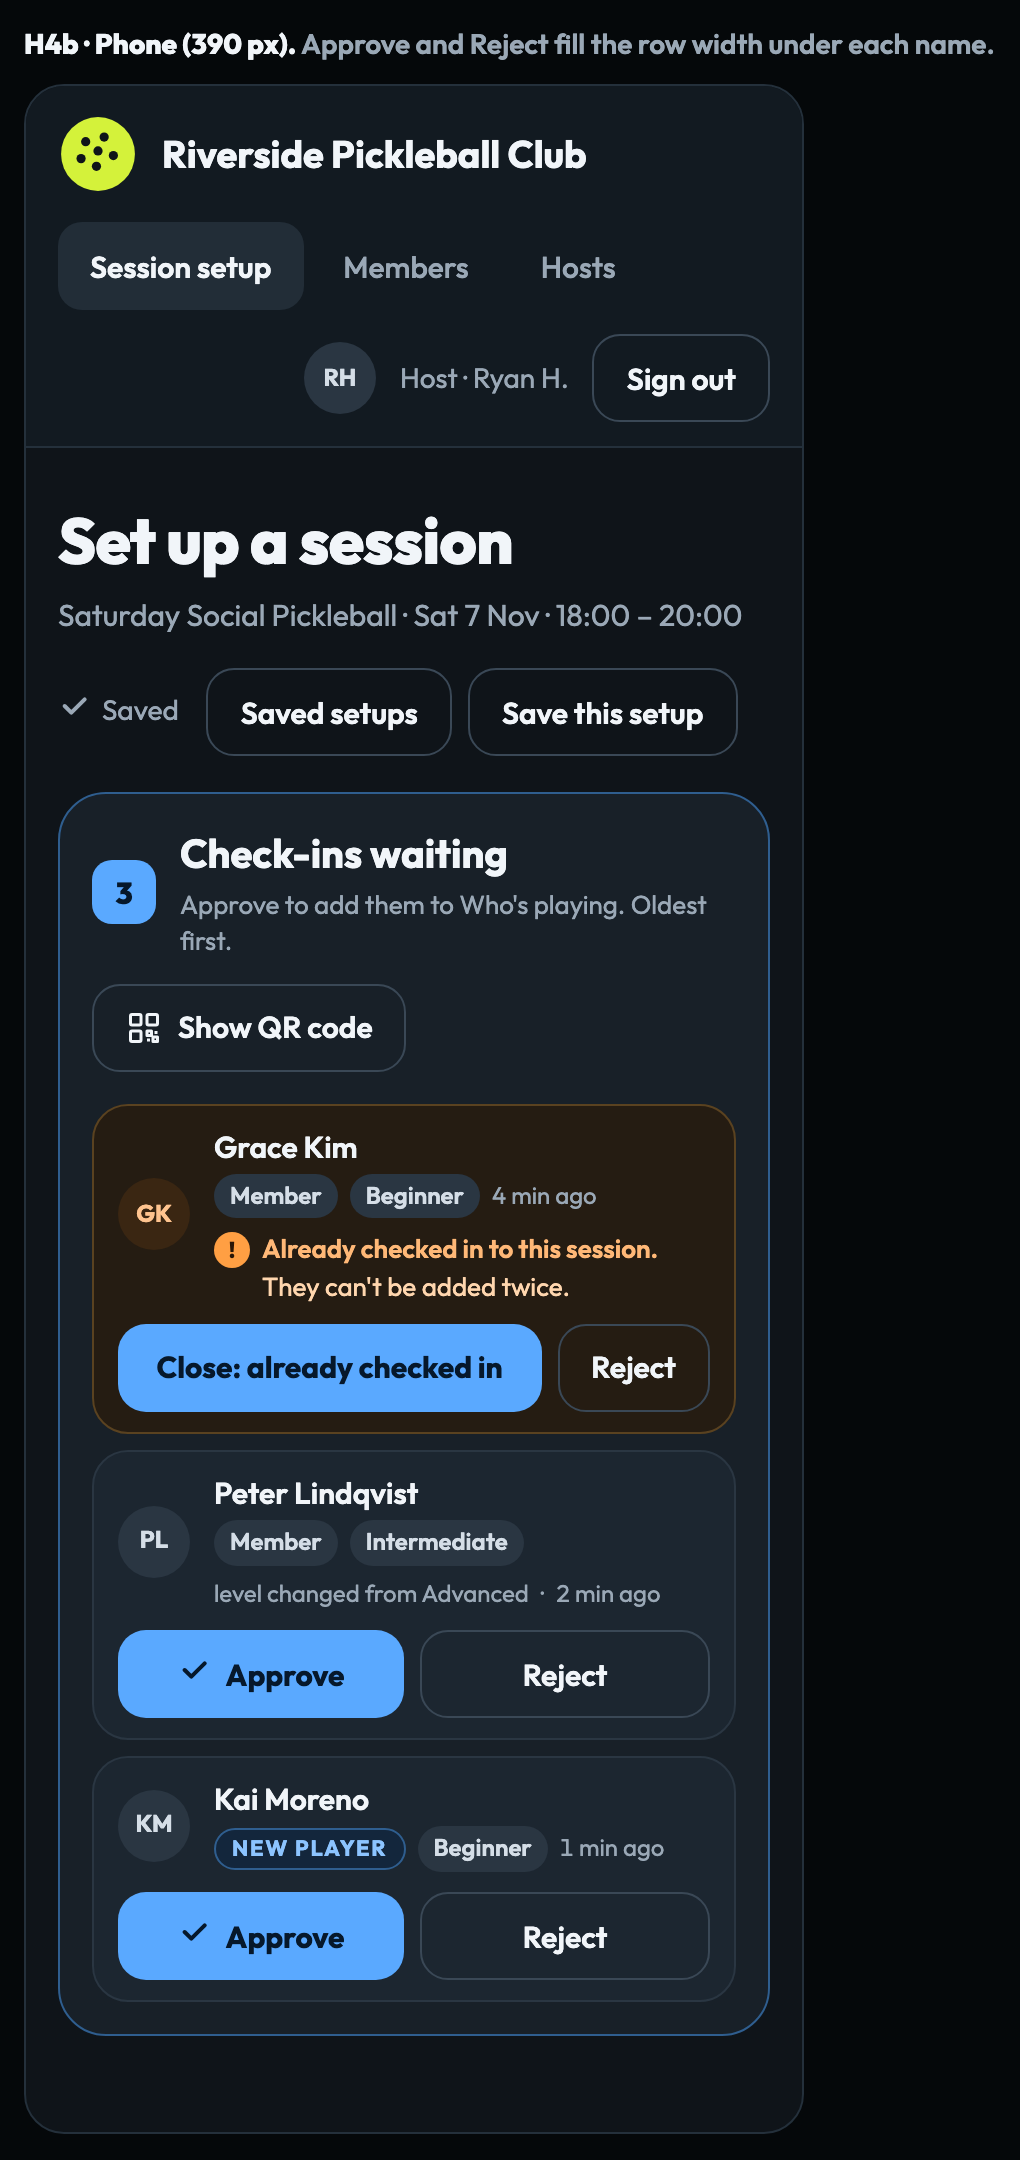 H4b · Phone (390 px). Approve and Reject fill the row width under each name.
Riverside Pickleball Club
Session setup Members Hosts
RH Host · Ryan H. Sign out
Set up a session
Saturday Social Pickleball · Sat 7 Nov · 18:00 – 20:00
Saved Saved setups Save this setup
Check-ins waiting
3
Approve to add them to Who's playing. Oldest
first.
Show QR code
Grace Kim
GK
Member Beginner 4 min ago
! Already checked in to this session.
They can't be added twice.
Close: already checked in Reject
Peter Lindqvist
PL
Member Intermediate
level changed from Advanced · 2 min ago
Approve Reject
Kai Moreno
KM
NEW PLAYER Beginner 1 min ago
Approve Reject